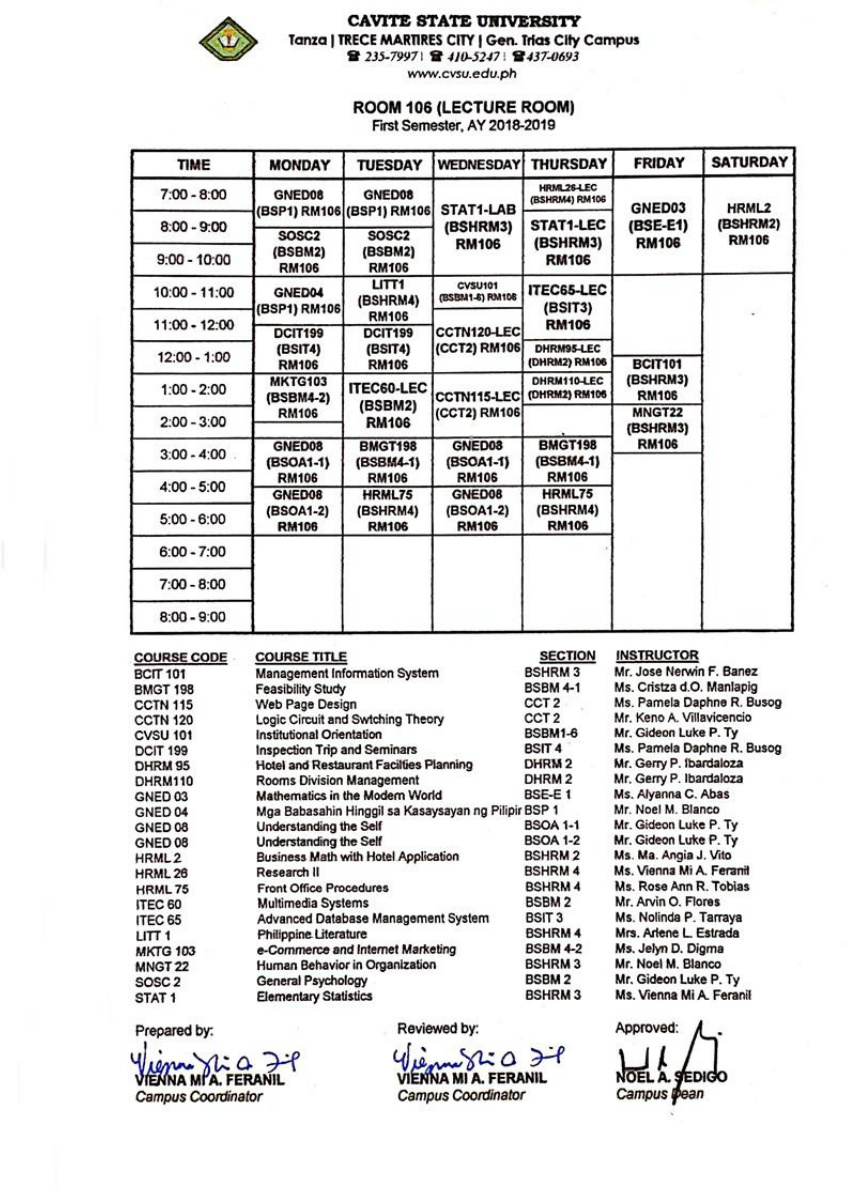 CAVITE STATE UNIVERSITY
Tanza | TRECE MARTIRES CITY | Gen. Trias City Campus
☎ 235-7997 | ☎ 410-5247 | ☎ 437-0693
www.cvsu.edu.ph
ROOM 106 (LECTURE ROOM)
First Semester, AY 2018-2019
TIME MONDAY TUESDAY WEDNESDAY THURSDAY FRIDAY SATURDAY
7:00 - 8:00
8:00 - 9:00
9:00 - 10:00
10:00 - 11:00
11:00 - 12:00
12:00 - 1:00
1:00 - 2:00
2:00 - 3:00
3:00 - 4:00
4:00 - 5:00
5:00 - 6:00
6:00 - 7:00
7:00 - 8:00
8:00 - 9:00
GNED08
(BSP1) RM106
SOSC2
(BSBM2)
RM106
GNED04
(BSP1) RM106
DCIT199
(BSIT4)
RM106
MKTG103
(BSBM4-2)
RM106
GNED08
(BSOA1-1)
RM106
GNED08
(BSOA1-2)
RM106
GNED08
(BSP1) RM106
SOSC2
(BSBM2)
RM106
LITT1
(BSHRM4)
RM106
DCIT199
(BSIT4)
RM106
ITEC60-LEC
(BSBM2)
RM106
BMGT198
(BSBM4-1)
RM106
HRML75
(BSHRM4)
RM106
STAT1-LAB
(BSHRM3)
RM106
CVSU101
(BSBM1-6) RM106
CCTN120-LEC
(CCT2) RM106
CCTN115-LEC
(CCT2) RM106
GNED08
(BSOA1-1)
RM106
GNED08
(BSOA1-2)
RM106
HRML26-LEC
(BSHRM4) RM106
STAT1-LEC
(BSHRM3)
RM106
ITEC65-LEC
(BSIT3)
RM106
DHRM95-LEC
(DHRM2) RM106
DHRM110-LEC
(DHRM2) RM106
BMGT198
(BSBM4-1)
RM106
HRML75
(BSHRM4)
RM106
GNED03
(BSE-E1)
RM106
BCIT101
(BSHRM3)
RM106
MNGT22
(BSHRM3)
RM106
HRML2
(BSHRM2)
RM106
COURSE CODE COURSE TITLE SECTION INSTRUCTOR
BCIT 101 Management Information System BSHRM 3 Mr. Jose Nerwin F. Banez
BMGT 198 Feasibility Study BSBM 4-1 Ms. Cristza d.O. Manlapig
CCTN 115 Web Page Design CCT 2 Ms. Pamela Daphne R. Busog
CCTN 120 Logic Circuit and Swtching Theory CCT 2 Mr. Keno A. Villavicencio
CVSU 101 Institutional Orientation BSBM1-6 Mr. Gideon Luke P. Ty
DCIT 199 Inspection Trip and Seminars BSIT 4 Ms. Pamela Daphne R. Busog
DHRM 95 Hotel and Restaurant Facilties Planning DHRM 2 Mr. Gerry P. Ibardaloza
DHRM110 Rooms Division Management DHRM 2 Mr. Gerry P. Ibardaloza
GNED 03 Mathematics in the Modern World BSE-E 1 Ms. Alyanna C. Abas
GNED 04 Mga Babasahin Hinggil sa Kasaysayan ng Pilipir BSP 1 Mr. Noel M. Blanco
GNED 08 Understanding the Self BSOA 1-1 Mr. Gideon Luke P. Ty
GNED 08 Understanding the Self BSOA 1-2 Mr. Gideon Luke P. Ty
HRML 2 Business Math with Hotel Application BSHRM 2 Ms. Ma. Angia J. Vito
HRML 26 Research II BSHRM 4 Ms. Vienna Mi A. Feranil
HRML 75 Front Office Procedures BSHRM 4 Ms. Rose Ann R. Tobias
ITEC 60 Multimedia Systems BSBM 2 Mr. Arvin O. Flores
ITEC 65 Advanced Database Management System BSIT 3 Ms. Nolinda P. Tarraya
LITT 1 Philippine Literature BSHRM 4 Mrs. Arlene L. Estrada
MKTG 103 e-Commerce and Internet Marketing BSBM 4-2 Ms. Jelyn D. Digma
MNGT 22 Human Behavior in Organization BSHRM 3 Mr. Noel M. Blanco
SOSC 2 General Psychology BSBM 2 Mr. Gideon Luke P. Ty
STAT 1 Elementary Statistics BSHRM 3 Ms. Vienna Mi A. Feranil
Prepared by: Reviewed by: Approved:
VIENNA MI A. FERANIL VIENNA MI A. FERANIL NOEL A. SEDIGO
Campus Coordinator Campus Coordinator Campus Dean